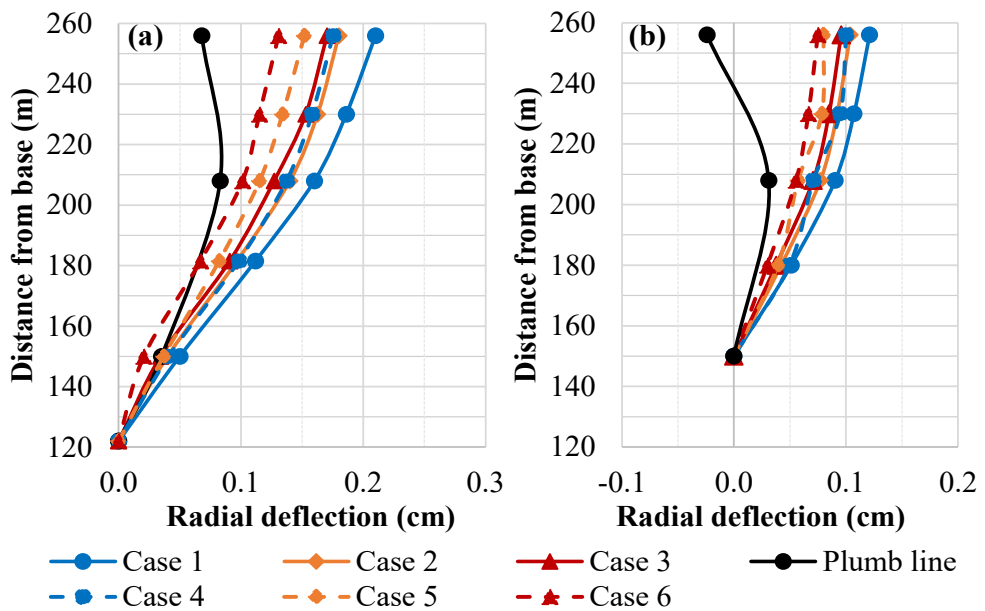 (a)
260
240
220
200
180
160
140
120
0.0 0.1 0.2 0.3
Distance from base (m)
Radial deflection (cm)
(b)
260
240
220
200
180
160
140
120
-0.1 0.0 0.1 0.2
Distance from base (m)
Radial deflection (cm)
Case 1 Case 2 Case 3 Plumb line
Case 4 Case 5 Case 6